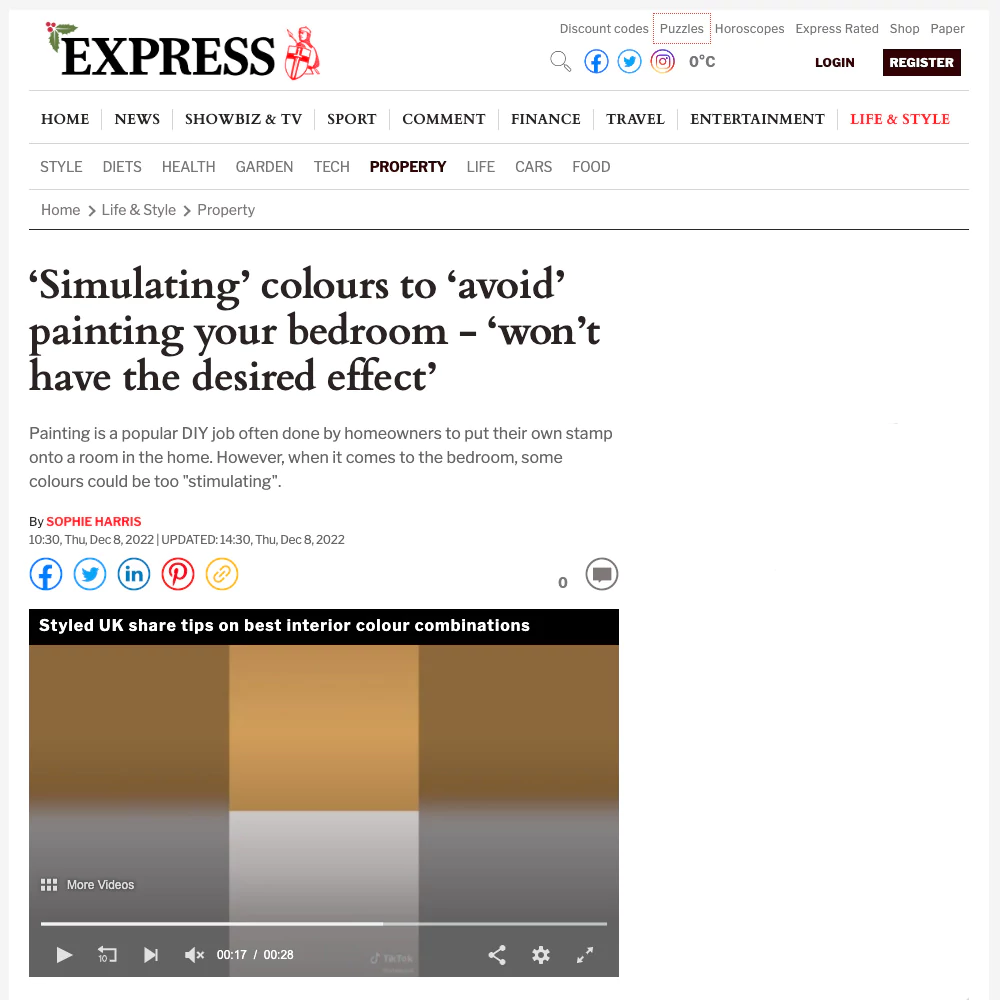 Discount codes Puzzles Horoscopes Express Rated Shop Paper
EXPRESS
0°C LOGIN REGISTER
HOME NEWS SHOWBIZ & TV SPORT COMMENT FINANCE TRAVEL ENTERTAINMENT LIFE & STYLE
STYLE DIETS HEALTH GARDEN TECH PROPERTY LIFE CARS FOOD
Home Life & Style Property
‘Simulating’ colours to ‘avoid’
painting your bedroom - ‘won’t
have the desired effect’
Painting is a popular DIY job often done by homeowners to put their own stamp
onto a room in the home. However, when it comes to the bedroom, some
colours could be too "stimulating".
By SOPHIE HARRIS
10:30, Thu, Dec 8, 2022 | UPDATED: 14:30, Thu, Dec 8, 2022
0
Styled UK share tips on best interior colour combinations
More Videos
10 00:17 / 00:28
TikTok